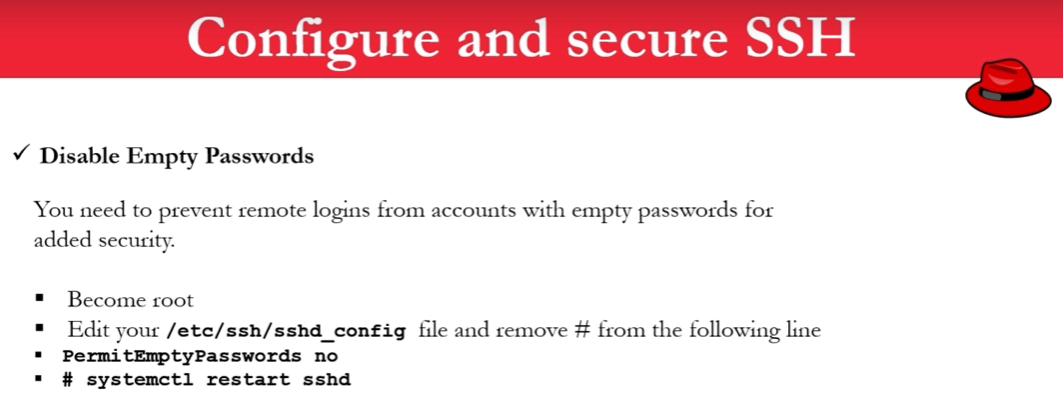 Configure and secure SSH
✓ Disable Empty Passwords
You need to prevent remote logins from accounts with empty passwords for
added security.
▪ Become root
▪ Edit your /etc/ssh/sshd_config file and remove # from the following line
▪ PermitEmptyPasswords no
▪ # systemctl restart sshd